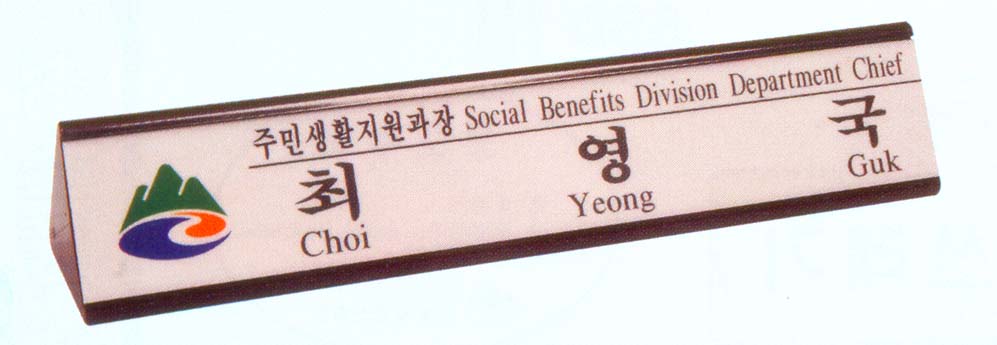 주민생활지원과장 Social Benefits Division Department Chief
최 영 국
Choi Yeong Guk